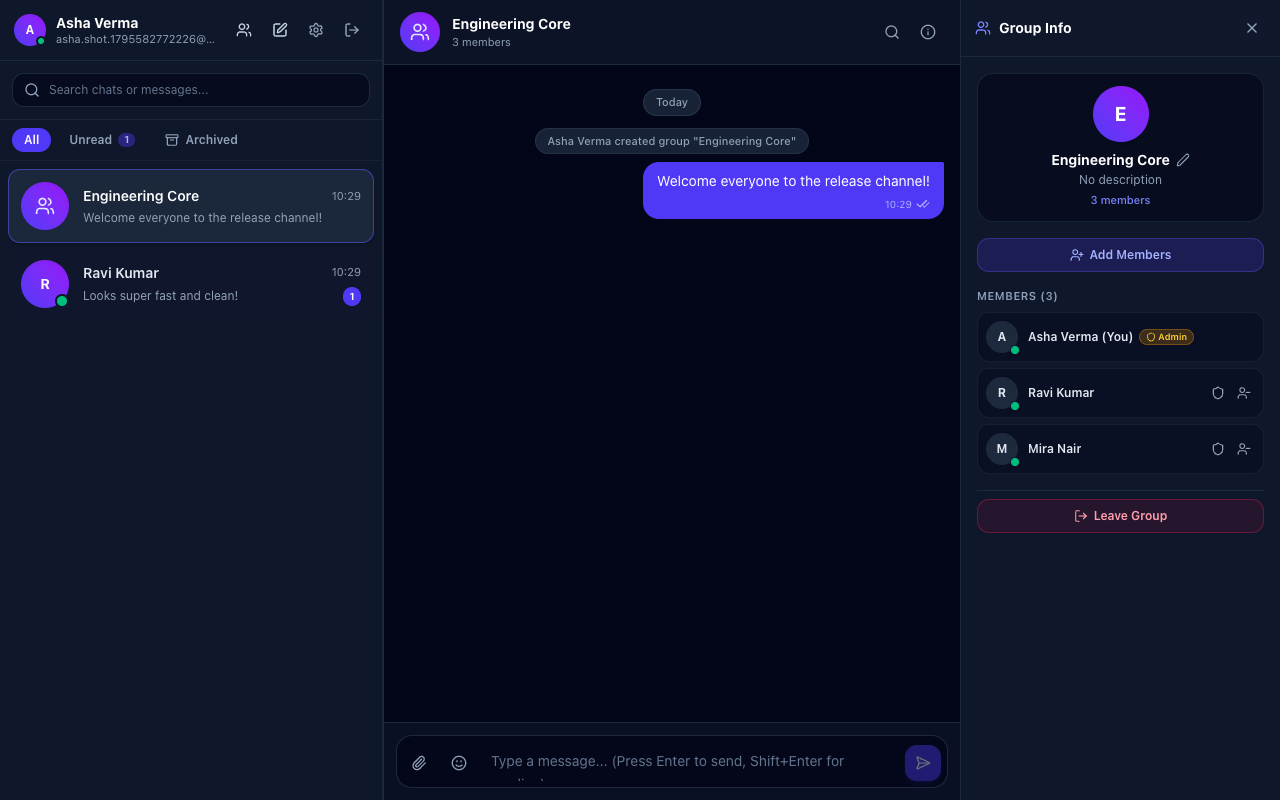 A
Asha Verma
asha.shot.1795582772226@...
Search chats or messages...
All
Unread 1
Archived
Engineering Core
10:29
Welcome everyone to the release channel!
R
Ravi Kumar
10:29
Looks super fast and clean!
1
Engineering Core
3 members
Today
Asha Verma created group "Engineering Core"
Welcome everyone to the release channel!
10:29
Type a message... (Press Enter to send, Shift+Enter for
Group Info
E
Engineering Core
No description
3 members
Add Members
MEMBERS (3)
A
Asha Verma (You)
Admin
R
Ravi Kumar
M
Mira Nair
Leave Group